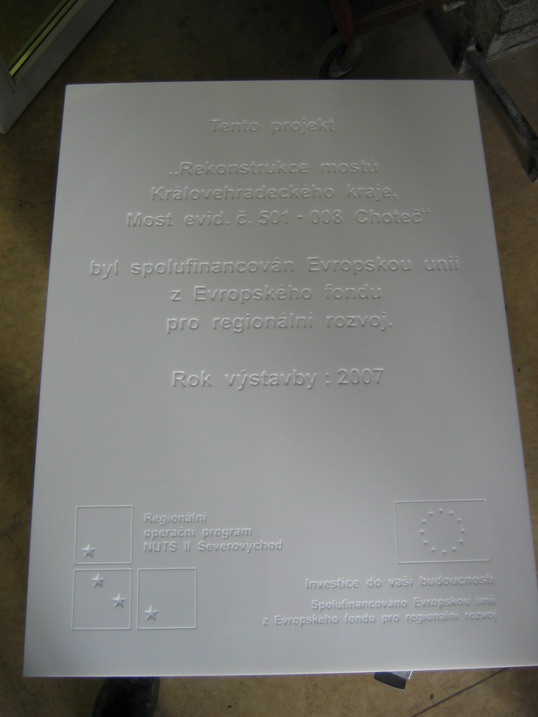 Tento projekt
„Rekonstrukce mostů
Královehradeckého kraje.
Most evid. č. 501 - 008 Choteč"
byl spolufinancován Evropskou unií
z Evropského fondu
pro regionální rozvoj.
Rok výstavby : 2007
Regionální
operační program
NUTS II Severovýchod
Investice do vaší budoucnosti
Spolufinancováno Evropskou unií
z Evropského fondu pro regionální rozvoj